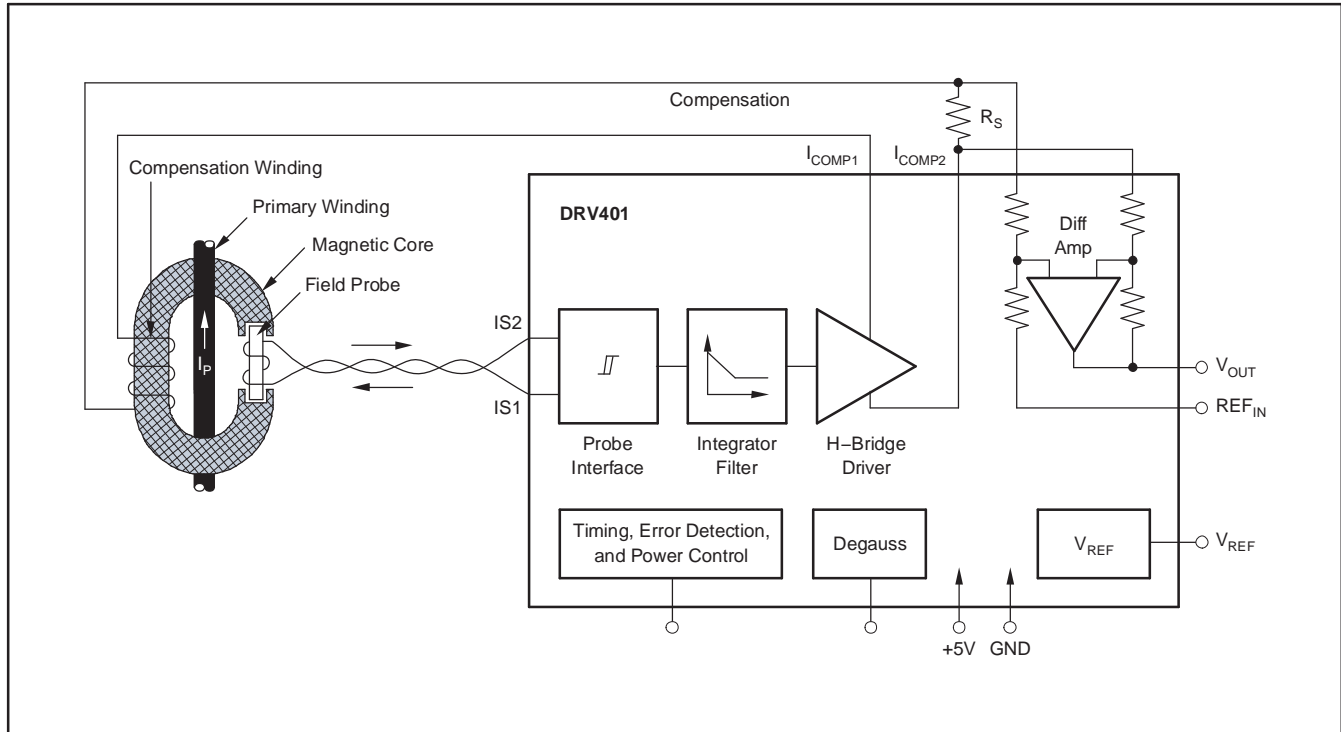 Compensation
R_S
I_COMP1
I_COMP2
Compensation Winding
Primary Winding
Magnetic Core
Field Probe
I_P
DRV401
Diff
Amp
IS2
IS1
Probe
Interface
Integrator
Filter
H−Bridge
Driver
V_OUT
REF_IN
Timing, Error Detection,
and Power Control
Degauss
V_REF
V_REF
+5V
GND